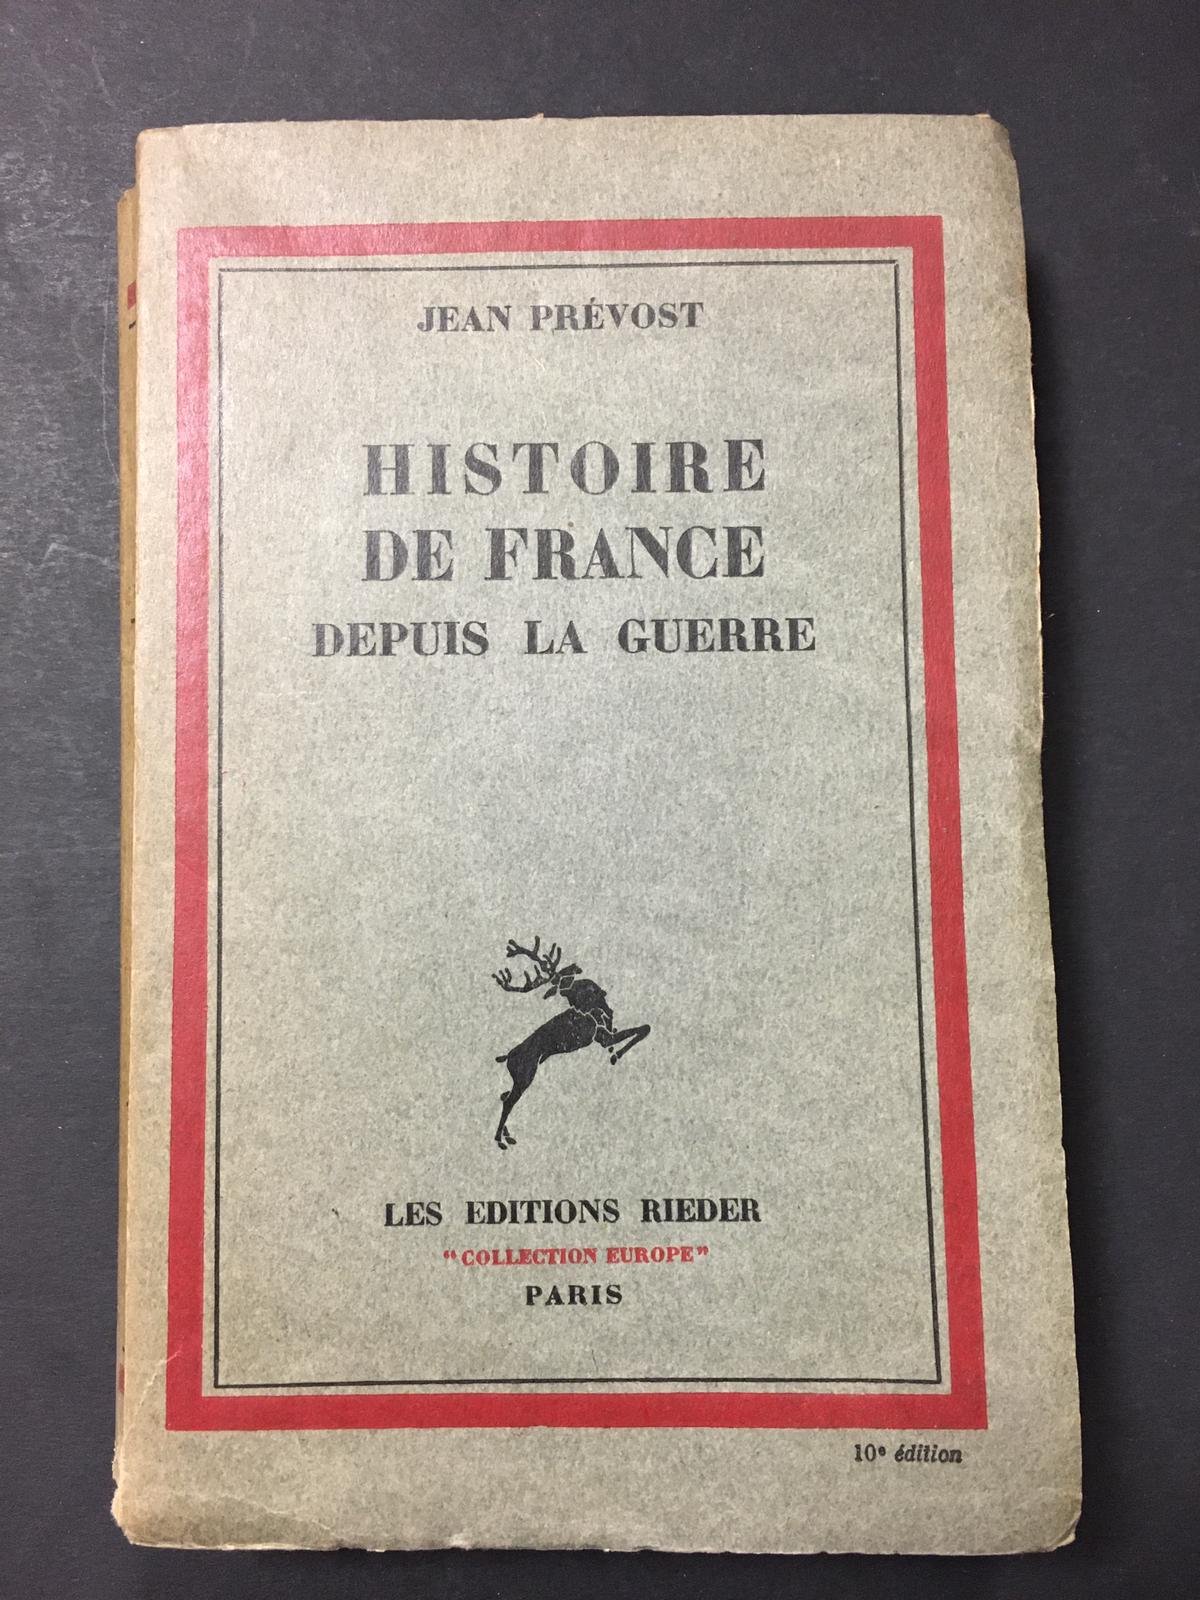 JEAN PRÉVOST
HISTOIRE
DE FRANCE
DEPUIS LA GUERRE
LES EDITIONS RIEDER
“COLLECTION EUROPE”
PARIS
10e édition